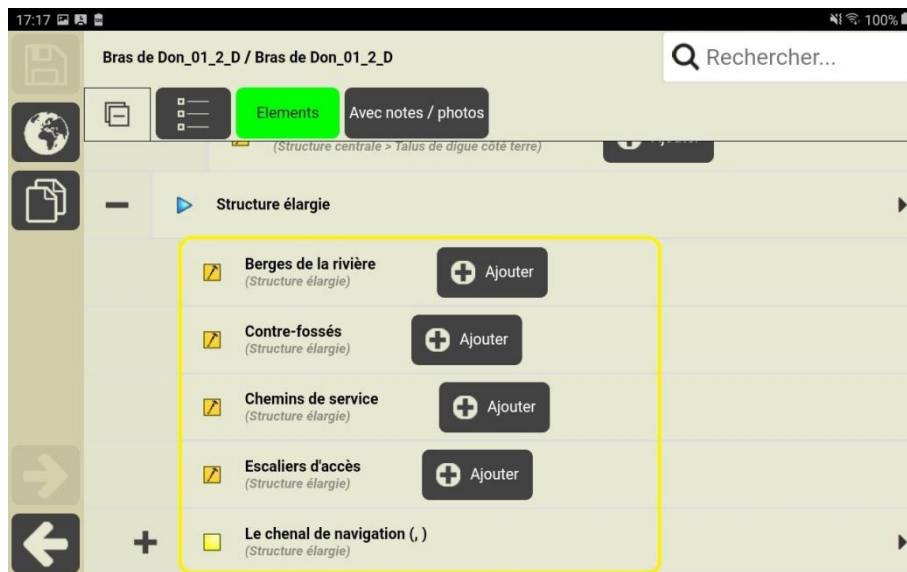 17:17 100%
Bras de Don_01_2_D / Bras de Don_01_2_D
Rechercher...
Elements
Avec notes / photos
(Structure centrale > Talus de digue côté terre)
Structure élargie
Berges de la rivière
(Structure élargie)
Ajouter
Contre-fossés
(Structure élargie)
Ajouter
Chemins de service
(Structure élargie)
Ajouter
Escaliers d'accès
(Structure élargie)
Ajouter
Le chenal de navigation (, )
(Structure élargie)